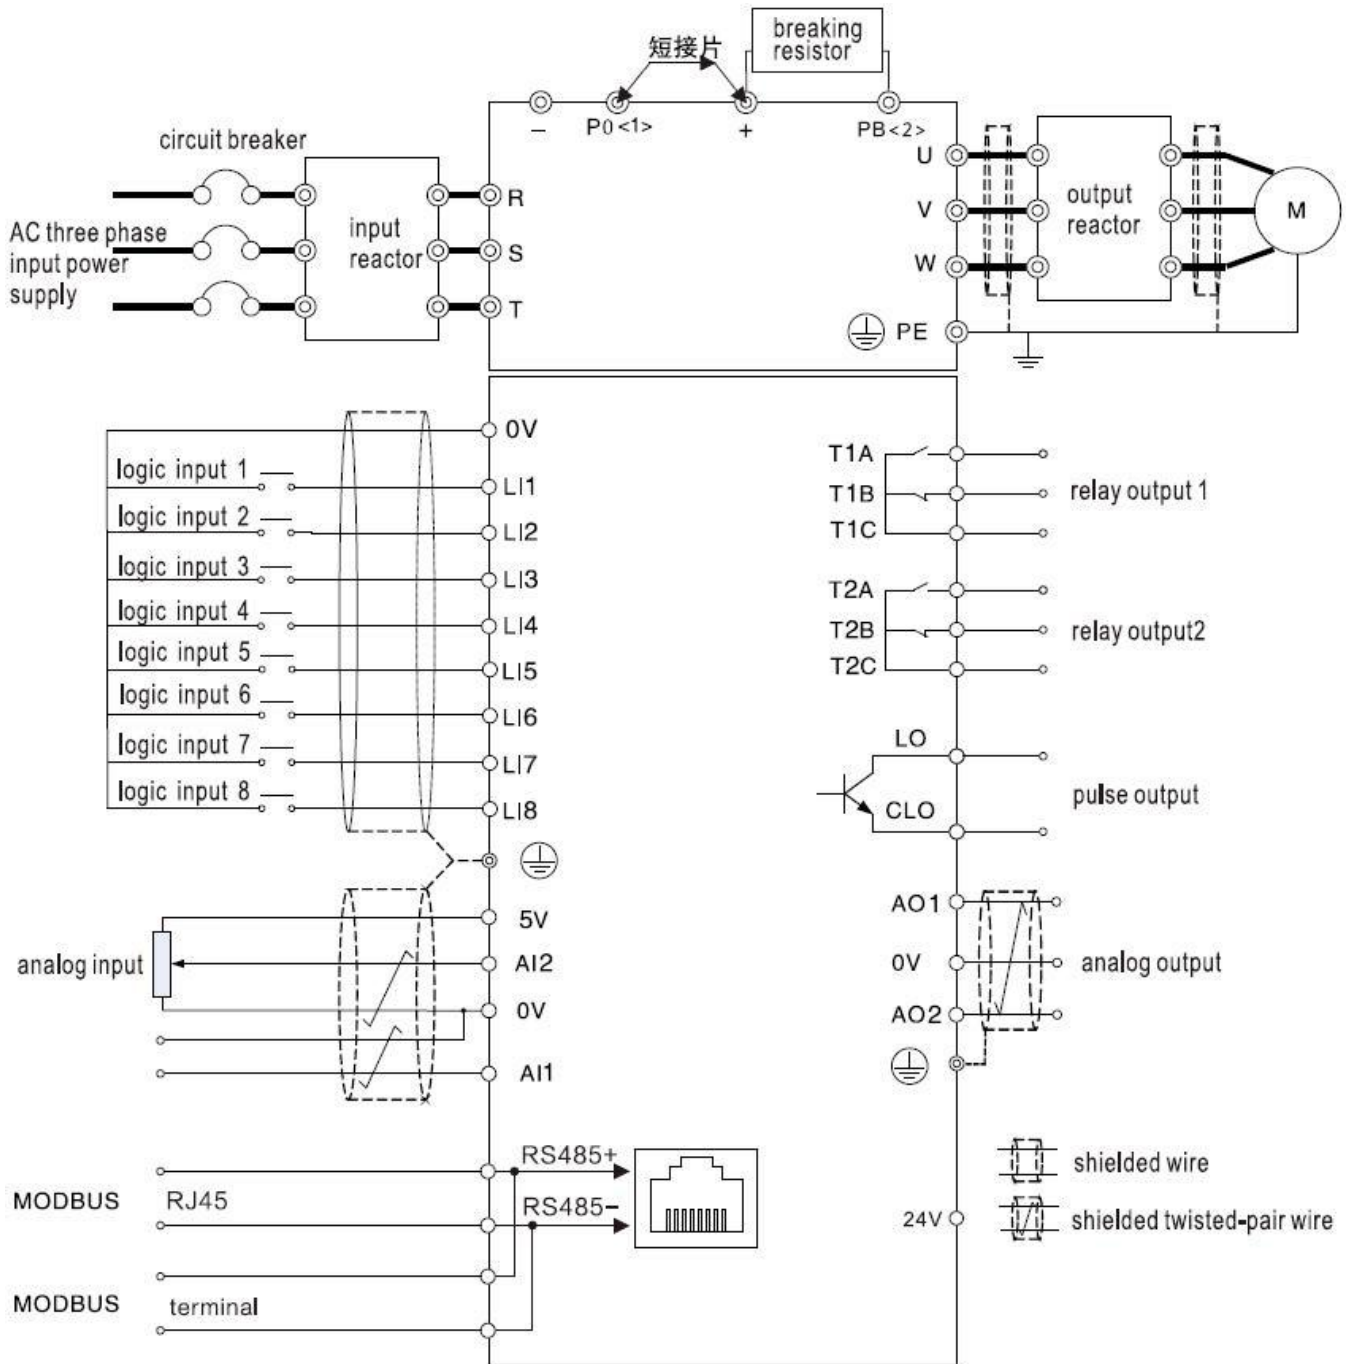 短接片
breaking
resistor
− P0<1> + PB<2>
circuit breaker
AC three phase
input power
supply
input
reactor
R
S
T
U
V
W
PE
output
reactor
M
0V
logic input 1
LI1
logic input 2
LI2
logic input 3
LI3
logic input 4
LI4
logic input 5
LI5
logic input 6
LI6
logic input 7
LI7
logic input 8
LI8
T1A
T1B
T1C
relay output 1
T2A
T2B
T2C
relay output2
LO
CLO
pulse output
5V
analog input
AI2
0V
AI1
AO1
0V
AO2
analog output
RS485+
MODBUS RJ45
RS485−
MODBUS terminal
24V
shielded wire
shielded twisted-pair wire